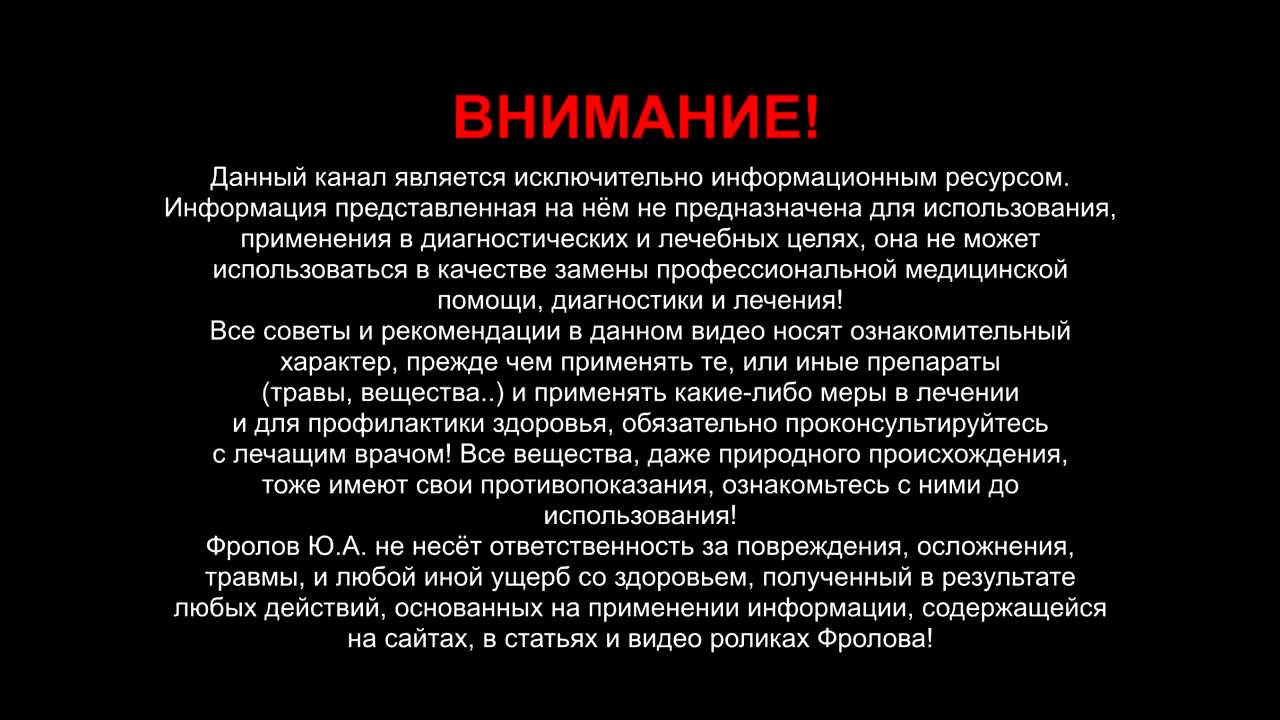 ВНИМАНИЕ!
Данный канал является исключительно информационным ресурсом.
Информация представленная на нём не предназначена для использования,
применения в диагностических и лечебных целях, она не может
использоваться в качестве замены профессиональной медицинской
помощи, диагностики и лечения!
Все советы и рекомендации в данном видео носят ознакомительный
характер, прежде чем применять те, или иные препараты
(травы, вещества..) и применять какие-либо меры в лечении
и для профилактики здоровья, обязательно проконсультируйтесь
с лечащим врачом! Все вещества, даже природного происхождения,
тоже имеют свои противопоказания, ознакомьтесь с ними до
использования!
Фролов Ю.А. не несёт ответственность за повреждения, осложнения,
травмы, и любой иной ущерб со здоровьем, полученный в результате
любых действий, основанных на применении информации, содержащейся
на сайтах, в статьях и видео роликах Фролова!